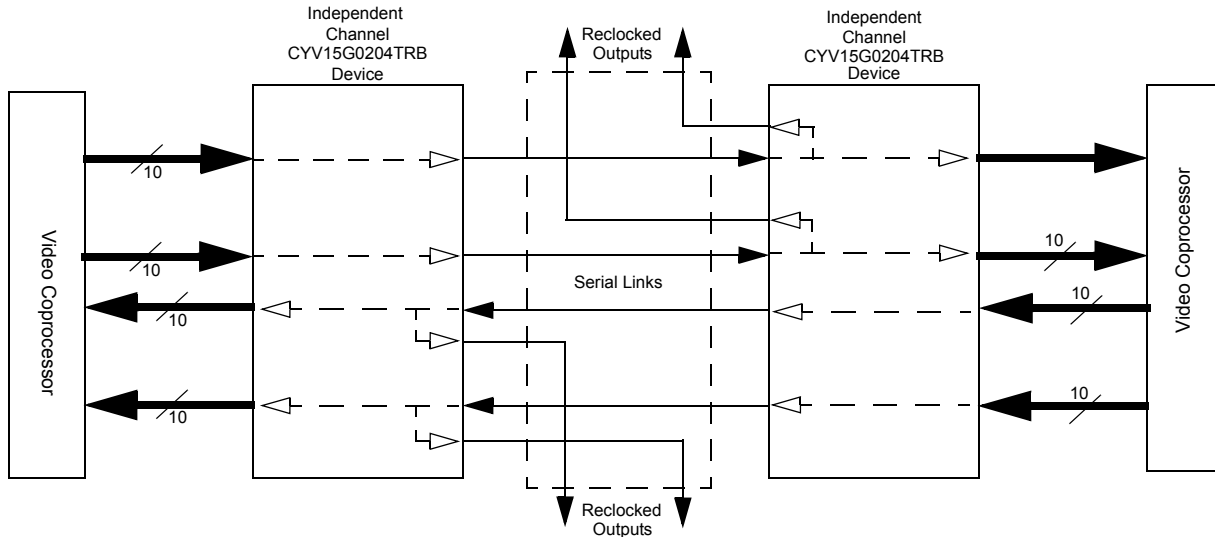 Independent
Channel
CYV15G0204TRB
Device
Reclocked
Outputs
Independent
Channel
CYV15G0204TRB
Device
10
10
10
10
Video Coprocessor
Serial Links
10
10
10
Video Coprocessor
Reclocked
Outputs